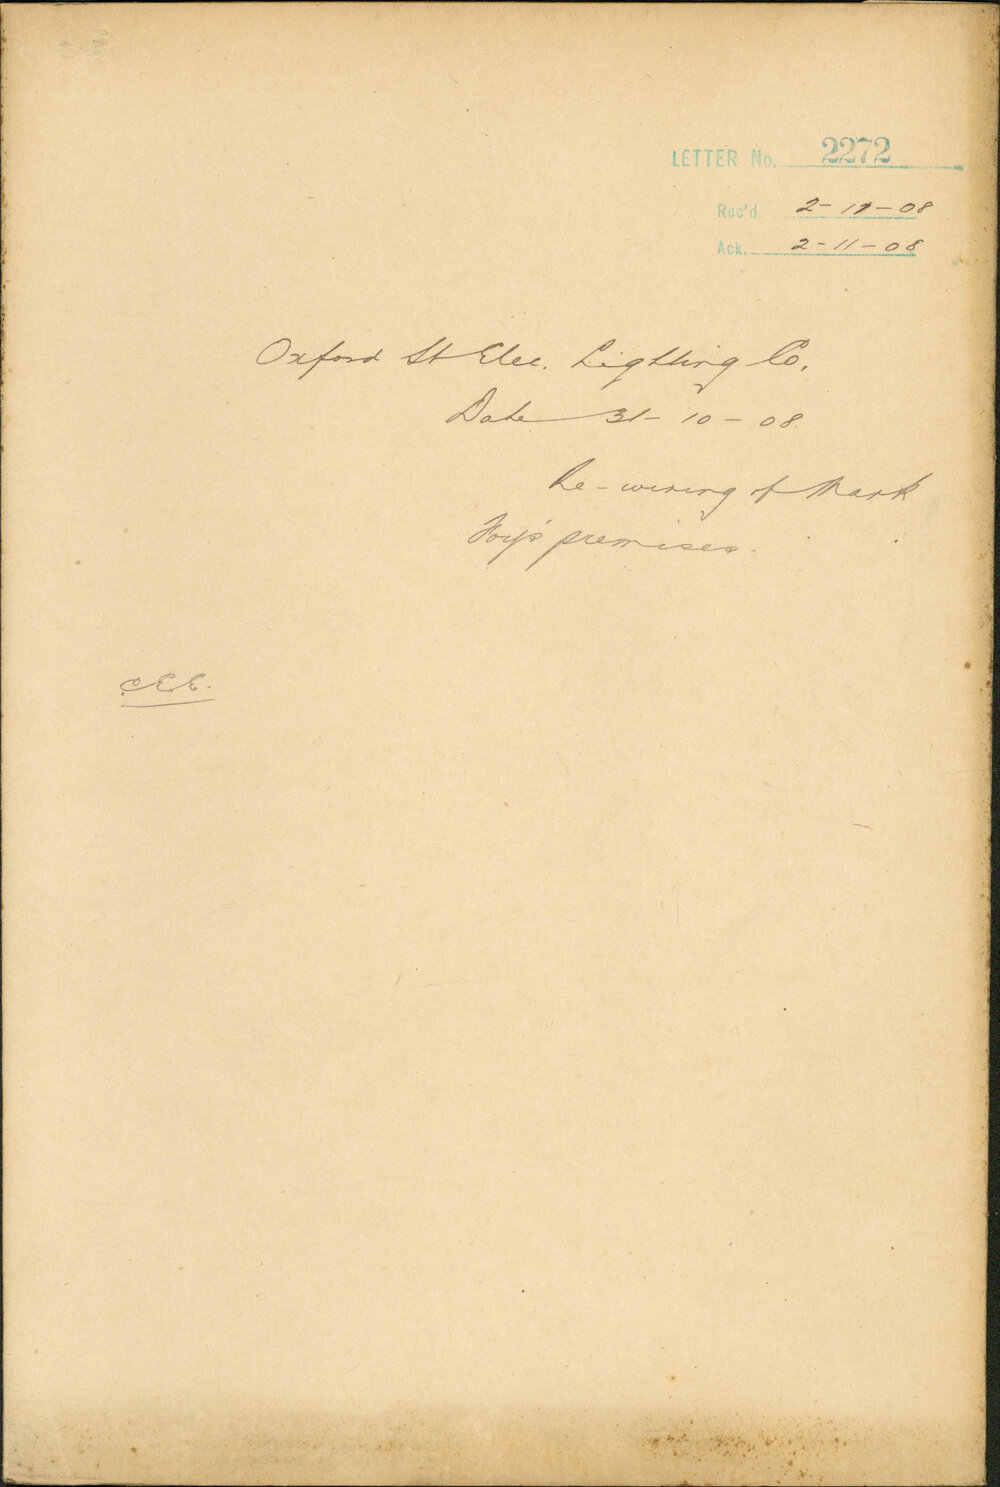 LETTER No. 2272
Rec'd 2-11-08
Ack. 2-11-08
Oxford St Elec. Lighting Co.
Date 31-10-08.
Re-wiring of Mark
Foy's premises.
C.E.E.